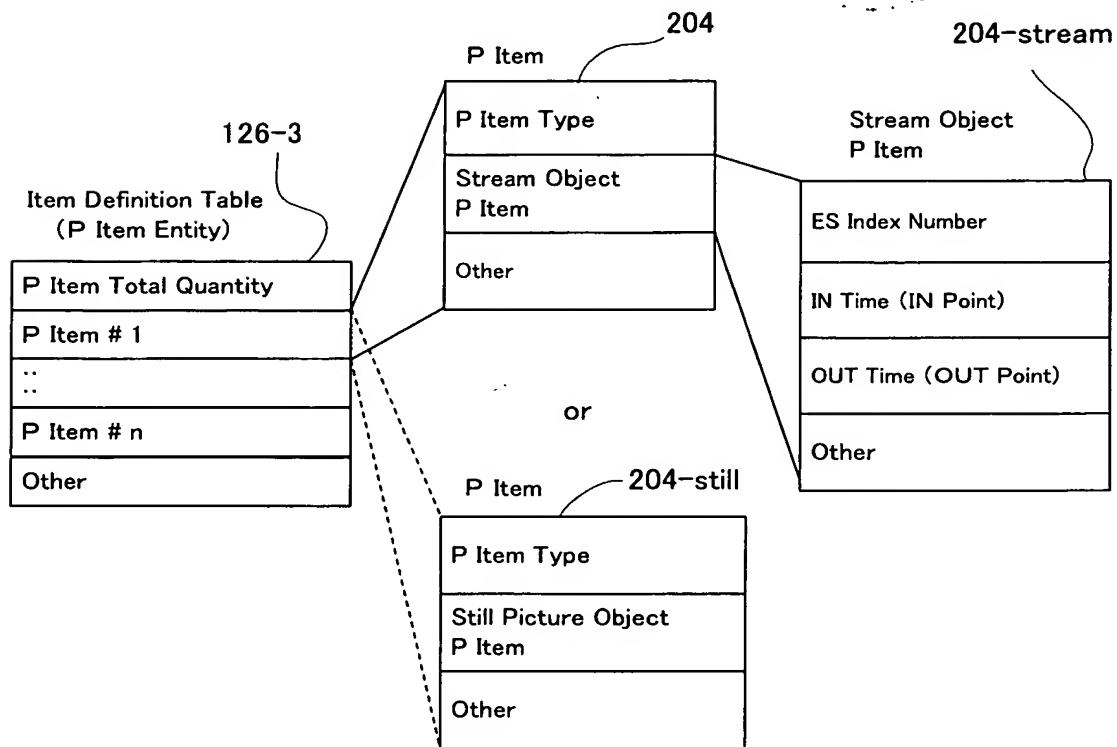 204
P Item
P Item Type
Stream Object
P Item
Other
204-stream
Stream Object
P Item
ES Index Number
IN Time (IN Point)
OUT Time (OUT Point)
Other
126-3
Item Definition Table
(P Item Entity)
P Item Total Quantity
P Item # 1
::
::
P Item # n
Other
or
P Item
204-still
P Item Type
Still Picture Object
P Item
Other